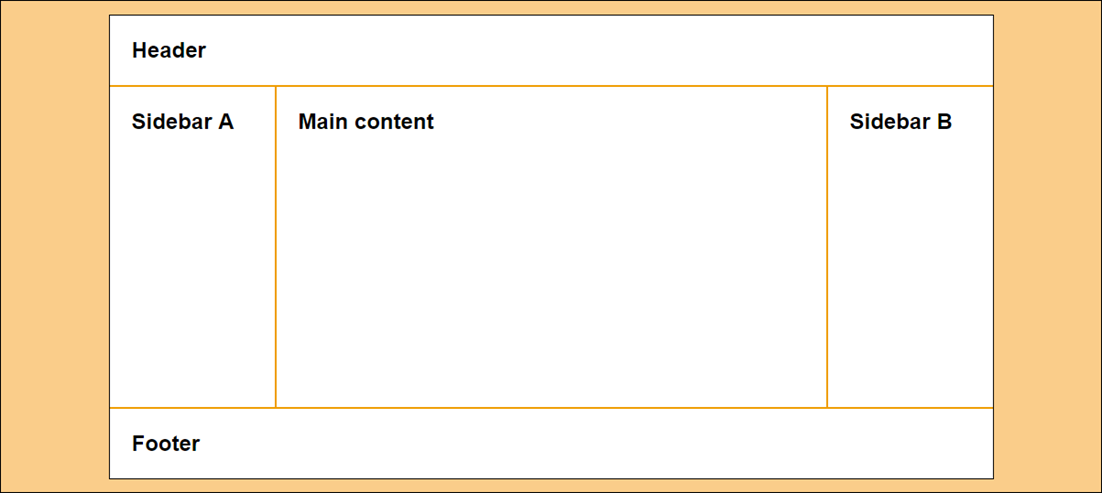 Header
Sidebar A
Main content
Sidebar B
Footer